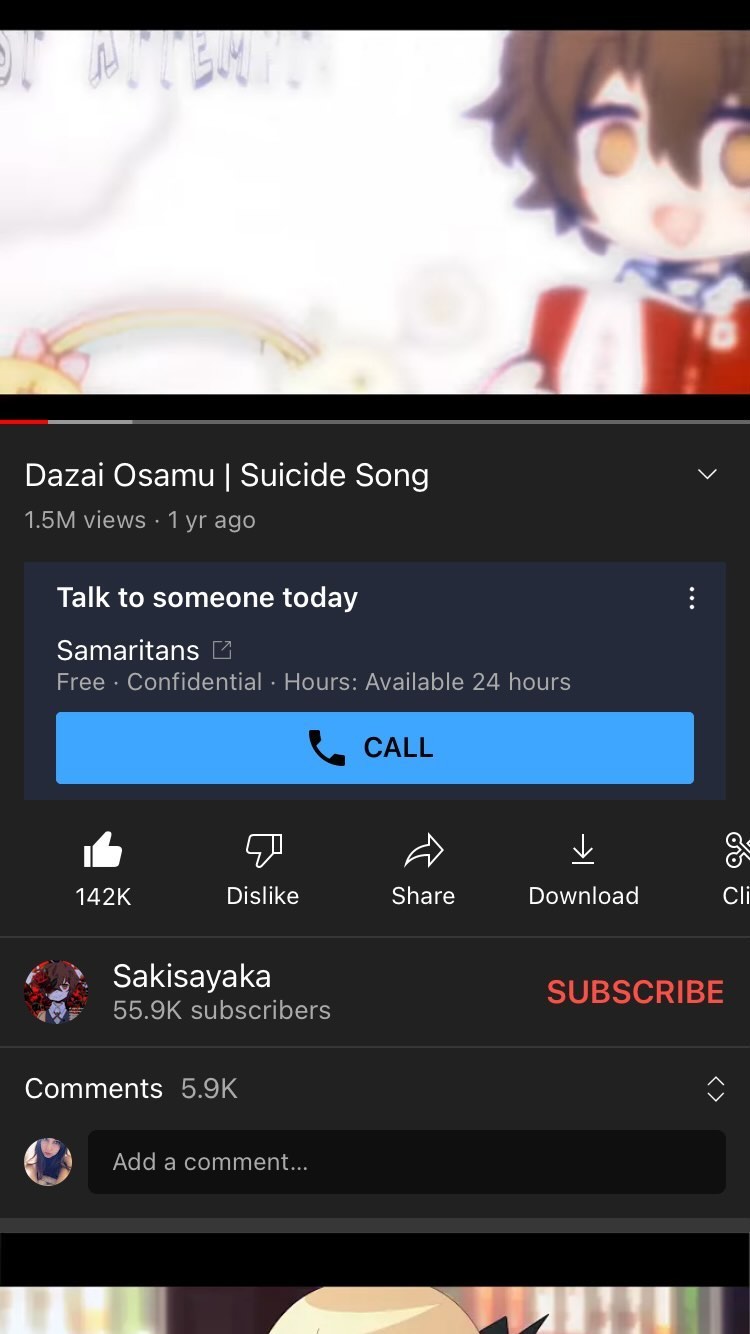 Dazai Osamu | Suicide Song
1.5M views · 1 yr ago
Talk to someone today
Samaritans
Free · Confidential · Hours: Available 24 hours
CALL
142K
Dislike
Share
Download
Cli
Sakisayaka
55.9K subscribers
SUBSCRIBE
Comments 5.9K
Add a comment...